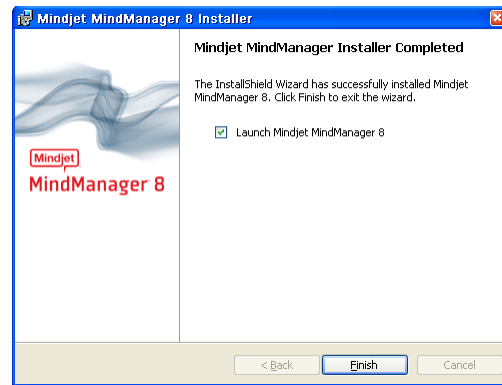 Mindjet MindManager 8 Installer
Mindjet MindManager Installer Completed
The InstallShield Wizard has successfully installed Mindjet
MindManager 8. Click Finish to exit the wizard.
Launch Mindjet MindManager 8
Mindjet
MindManager 8
< Back
Finish
Cancel